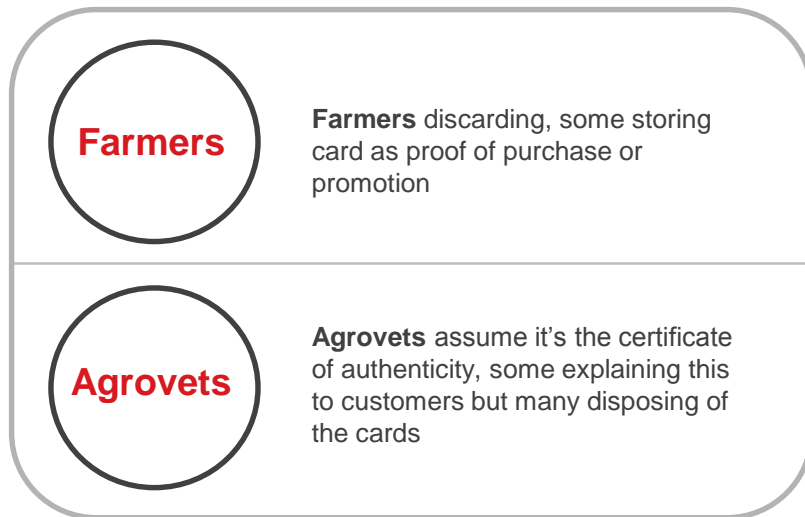 Farmers
Farmers discarding, some storing
card as proof of purchase or
promotion
Agrovets
Agrovets assume it’s the certificate
of authenticity, some explaining this
to customers but many disposing of
the cards